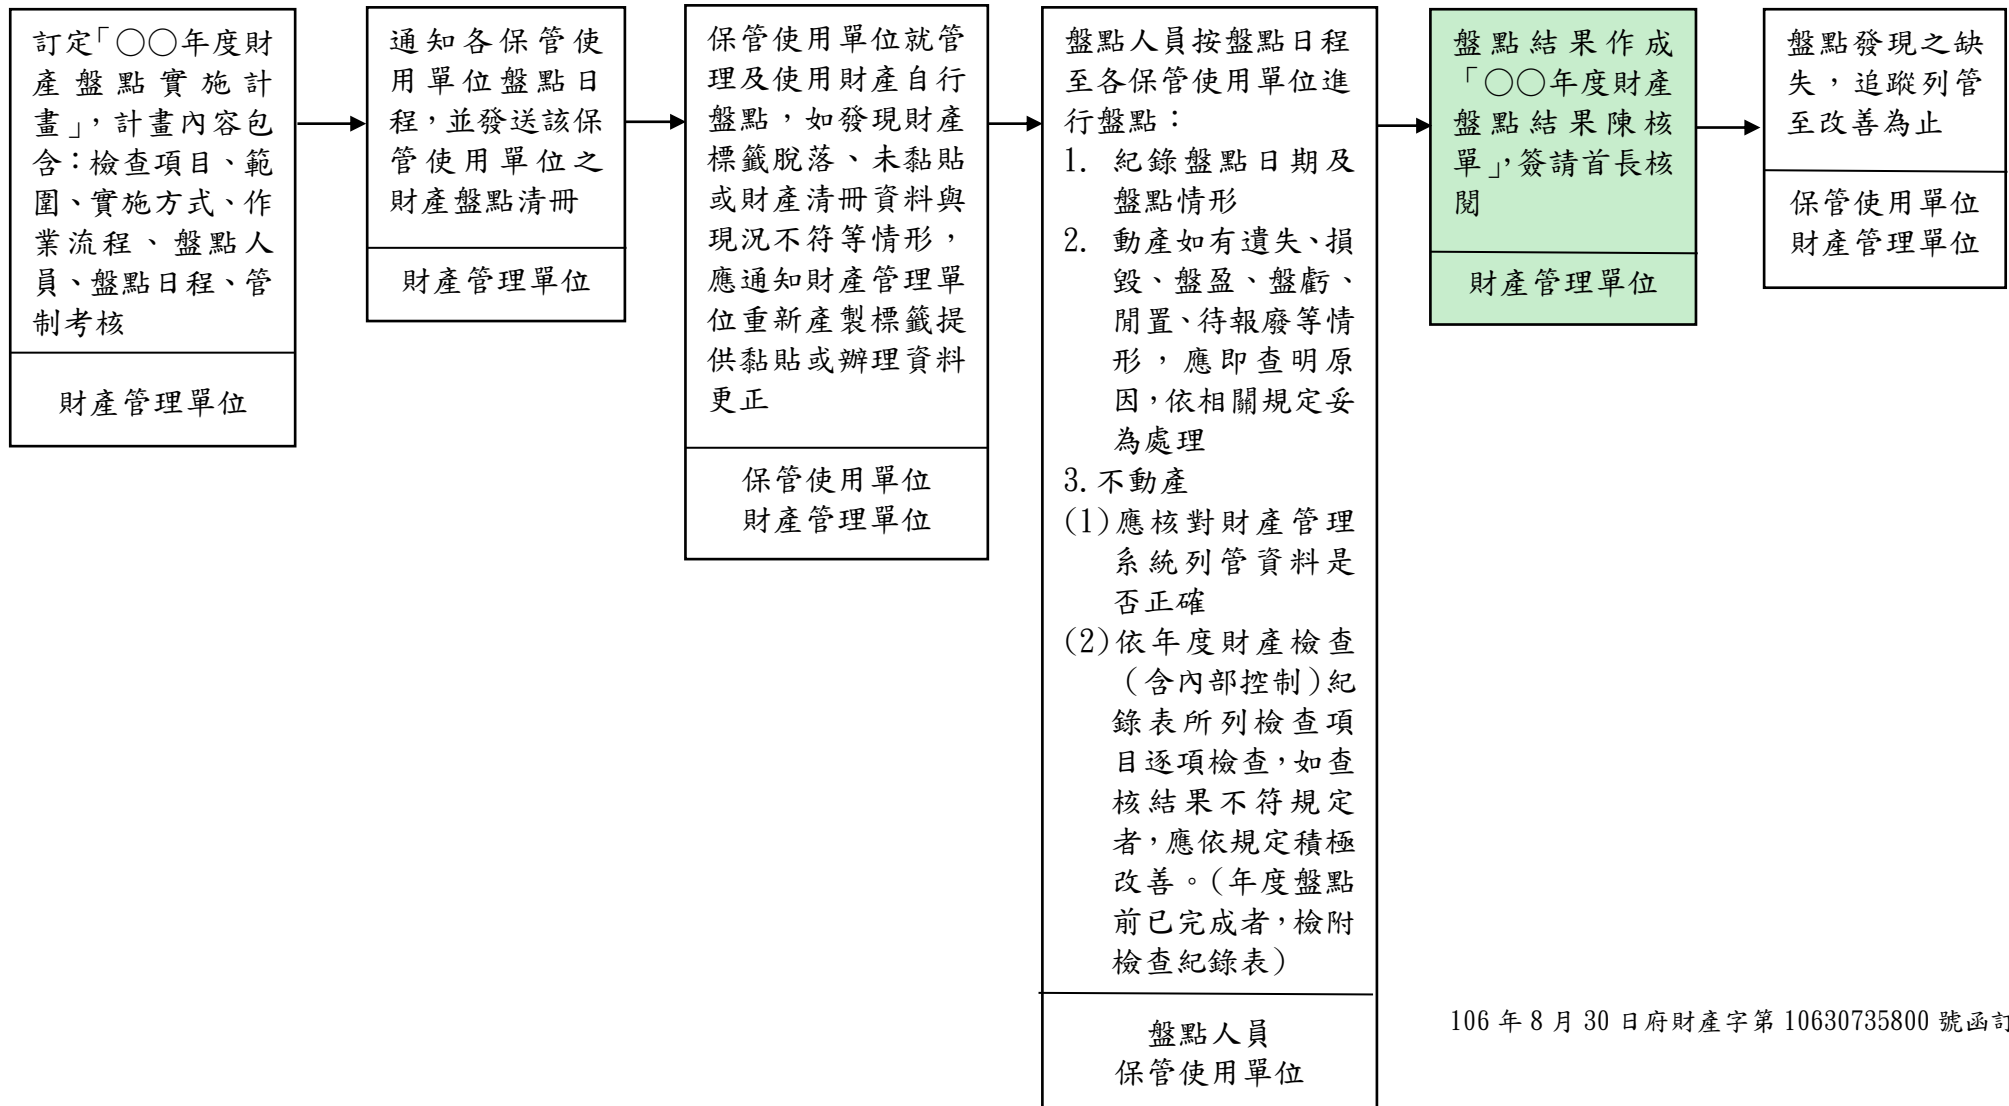 訂定「○○年度財
產盤點實施計
畫」，計畫內容包
含：檢查項目、範
圍、實施方式、作
業流程、盤點人
員、盤點日程、管
制考核
財產管理單位
通知各保管使
用單位盤點日
程，並發送該保
管使用單位之
財產盤點清冊
財產管理單位
保管使用單位就管
理及使用財產自行
盤點，如發現財產
標籤脫落、未黏貼
或財產清冊資料與
現況不符等情形，
應通知財產管理單
位重新產製標籤提
供黏貼或辦理資料
更正
保管使用單位
財產管理單位
盤點人員按盤點日程
至各保管使用單位進
行盤點：
1. 紀錄盤點日期及
盤點情形
2. 動產如有遺失、損
毀、盤盈、盤虧、
閒置、待報廢等情
形，應即查明原
因，依相關規定妥
為處理
3.不動產
(1)應核對財產管理
系統列管資料是
否正確
(2)依年度財產檢查
（含內部控制）紀
錄表所列檢查項
目逐項檢查，如查
核結果不符規定
者，應依規定積極
改善。（年度盤點
前已完成者，檢附
檢查紀錄表）
盤點人員
保管使用單位
盤點結果作成
「○○年度財產
盤點結果陳核
單」，簽請首長核
閱
財產管理單位
盤點發現之缺
失，追蹤列管
至改善為止
保管使用單位
財產管理單位
106 年 8 月 30 日府財產字第 10630735800 號函訂